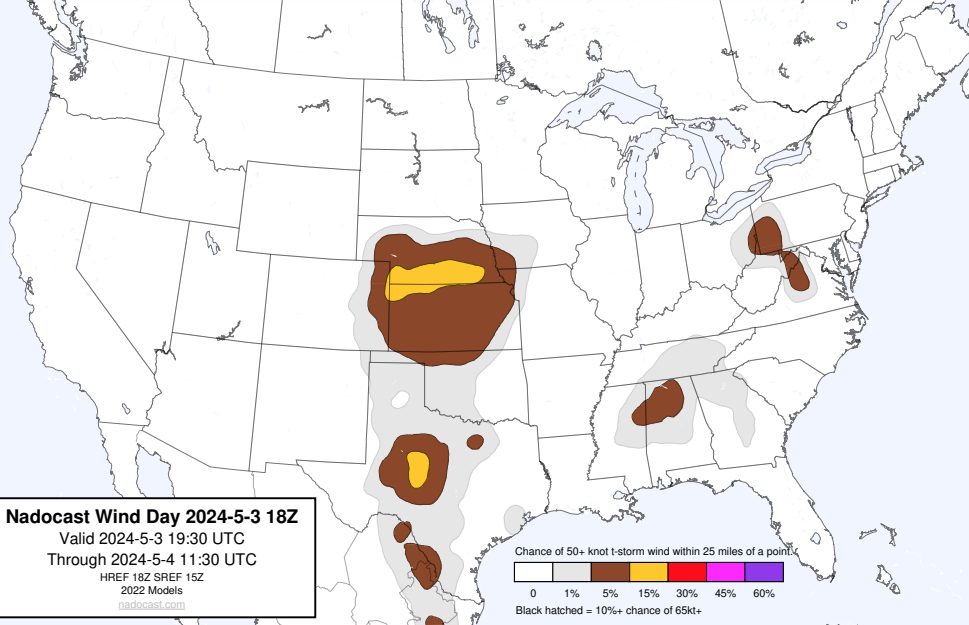 Nadocast Wind Day 2024-5-3 18Z
Valid 2024-5-3 19:30 UTC
Through 2024-5-4 11:30 UTC
HREF 18Z SREF 15Z
2022 Models
nadocast.com
Chance of 50+ knot t-storm wind within 25 miles of a point.
0 1% 5% 15% 30% 45% 60%
Black hatched = 10%+ chance of 65kt+